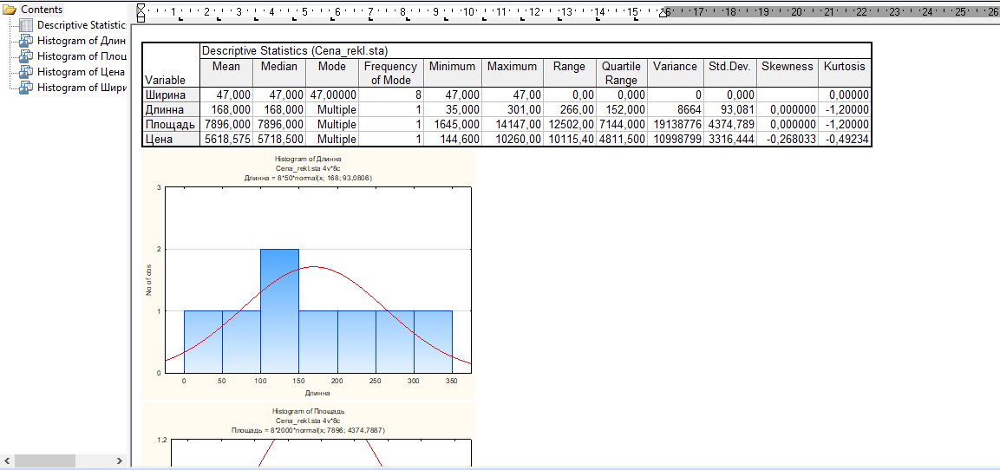 Contents
Descriptive Statistic
Histogram of Длин
Histogram of Плоц
Histogram of Цена
Histogram of Шири
1 2 3 4 5 6 7 8 9 10 11 12 13 14 15 16 17 18 19 20 21 22 23 24 25 26
Descriptive Statistics (Cena_rekl.sta)
Variable Mean Median Mode Frequency of Mode Minimum Maximum Range Quartile Range Variance Std.Dev. Skewness Kurtosis
Ширина 47,000 47,000 47,00000 8 47,000 47,00 0,00 0,000 0 0,000 0,00000
Длинна 168,000 168,000 Multiple 1 35,000 301,00 266,00 152,000 8664 93,081 0,000000 -1,20000
Площадь 7896,000 7896,000 Multiple 1 1645,000 14147,00 12502,00 7144,000 19138776 4374,789 0,000000 -1,20000
Цена 5618,575 5718,500 Multiple 1 144,600 10260,00 10115,40 4811,500 10998799 3316,444 -0,268033 -0,49234
Histogram of Длинна
Cena_rekl.sta 4v*8c
Длинна = 8*50*normal(x; 168; 93,0806)
3
2
1
0
No of obs
0 50 100 150 200 250 300 350
Длинна
Histogram of Площадь
Cena_rekl.sta 4v*8c
Площадь = 8*2000*normal(x; 7896; 4374,7887)
1,2